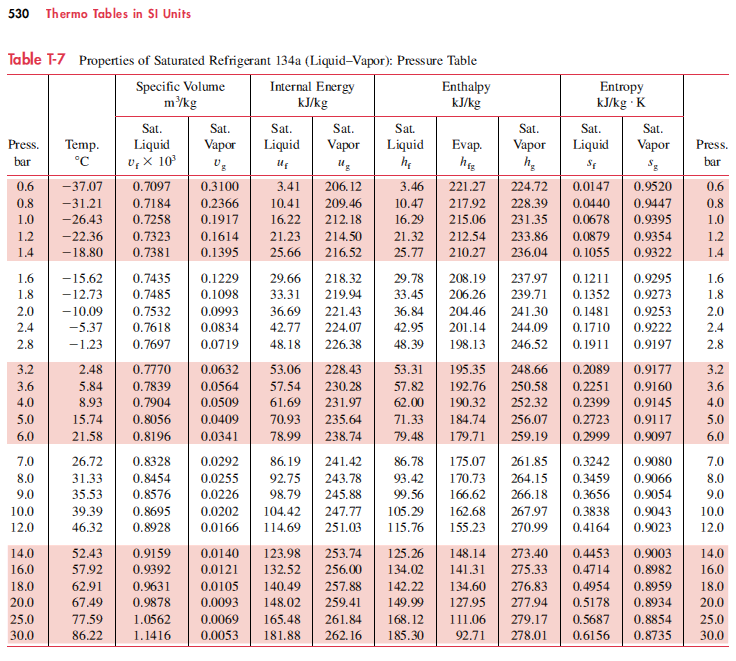 530 Thermo Tables in SI Units
Table T-7 Properties of Saturated Refrigerant 134a (Liquid–Vapor): Pressure Table
Specific Volume Internal Energy Enthalpy Entropy
m³/kg kJ/kg kJ/kg kJ/kg · K
Sat. Sat. Sat. Sat. Sat. Sat. Sat. Sat.
Press. Temp. Liquid Vapor Liquid Vapor Liquid Evap. Vapor Liquid Vapor Press.
bar °C vf × 10³ vg uf ug hf hfg hg sf sg bar
0.6 −37.07 0.7097 0.3100 3.41 206.12 3.46 221.27 224.72 0.0147 0.9520 0.6
0.8 −31.21 0.7184 0.2366 10.41 209.46 10.47 217.92 228.39 0.0440 0.9447 0.8
1.0 −26.43 0.7258 0.1917 16.22 212.18 16.29 215.06 231.35 0.0678 0.9395 1.0
1.2 −22.36 0.7323 0.1614 21.23 214.50 21.32 212.54 233.86 0.0879 0.9354 1.2
1.4 −18.80 0.7381 0.1395 25.66 216.52 25.77 210.27 236.04 0.1055 0.9322 1.4
1.6 −15.62 0.7435 0.1229 29.66 218.32 29.78 208.19 237.97 0.1211 0.9295 1.6
1.8 −12.73 0.7485 0.1098 33.31 219.94 33.45 206.26 239.71 0.1352 0.9273 1.8
2.0 −10.09 0.7532 0.0993 36.69 221.43 36.84 204.46 241.30 0.1481 0.9253 2.0
2.4 −5.37 0.7618 0.0834 42.77 224.07 42.95 201.14 244.09 0.1710 0.9222 2.4
2.8 −1.23 0.7697 0.0719 48.18 226.38 48.39 198.13 246.52 0.1911 0.9197 2.8
3.2 2.48 0.7770 0.0632 53.06 228.43 53.31 195.35 248.66 0.2089 0.9177 3.2
3.6 5.84 0.7839 0.0564 57.54 230.28 57.82 192.76 250.58 0.2251 0.9160 3.6
4.0 8.93 0.7904 0.0509 61.69 231.97 62.00 190.32 252.32 0.2399 0.9145 4.0
5.0 15.74 0.8056 0.0409 70.93 235.64 71.33 184.74 256.07 0.2723 0.9117 5.0
6.0 21.58 0.8196 0.0341 78.99 238.74 79.48 179.71 259.19 0.2999 0.9097 6.0
7.0 26.72 0.8328 0.0292 86.19 241.42 86.78 175.07 261.85 0.3242 0.9080 7.0
8.0 31.33 0.8454 0.0255 92.75 243.78 93.42 170.73 264.15 0.3459 0.9066 8.0
9.0 35.53 0.8576 0.0226 98.79 245.88 99.56 166.62 266.18 0.3656 0.9054 9.0
10.0 39.39 0.8695 0.0202 104.42 247.77 105.29 162.68 267.97 0.3838 0.9043 10.0
12.0 46.32 0.8928 0.0166 114.69 251.03 115.76 155.23 270.99 0.4164 0.9023 12.0
14.0 52.43 0.9159 0.0140 123.98 253.74 125.26 148.14 273.40 0.4453 0.9003 14.0
16.0 57.92 0.9392 0.0121 132.52 256.00 134.02 141.31 275.33 0.4714 0.8982 16.0
18.0 62.91 0.9631 0.0105 140.49 257.88 142.22 134.60 276.83 0.4954 0.8959 18.0
20.0 67.49 0.9878 0.0093 148.02 259.41 149.99 127.95 277.94 0.5178 0.8934 20.0
25.0 77.59 1.0562 0.0069 165.48 261.84 168.12 111.06 279.17 0.5687 0.8854 25.0
30.0 86.22 1.1416 0.0053 181.88 262.16 185.30 92.71 278.01 0.6156 0.8735 30.0